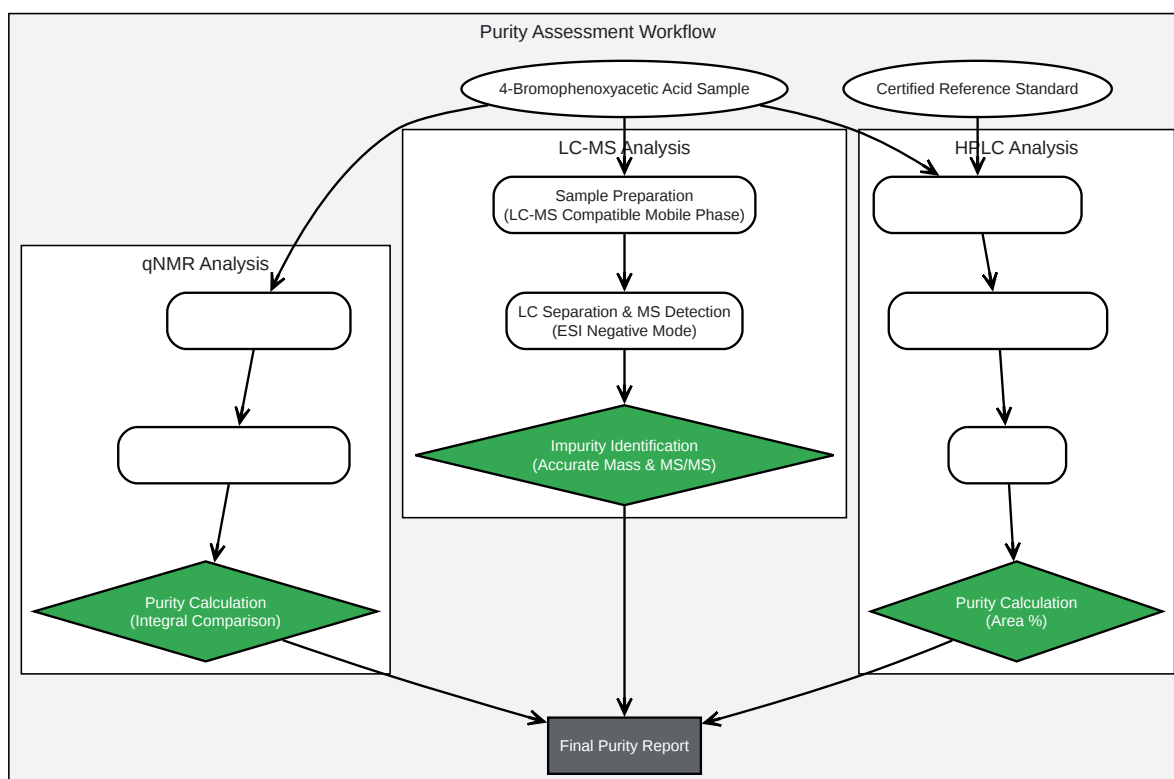 Purity Assessment Workflow
4-Bromophenoxyacetic Acid Sample
Certified Reference Standard
LC-MS Analysis
HPLC Analysis
Sample Preparation
(LC-MS Compatible Mobile Phase)
qNMR Analysis
LC Separation & MS Detection
(ESI Negative Mode)
Impurity Identification
(Accurate Mass & MS/MS)
Purity Calculation
(Integral Comparison)
Purity Calculation
(Area %)
Final Purity Report